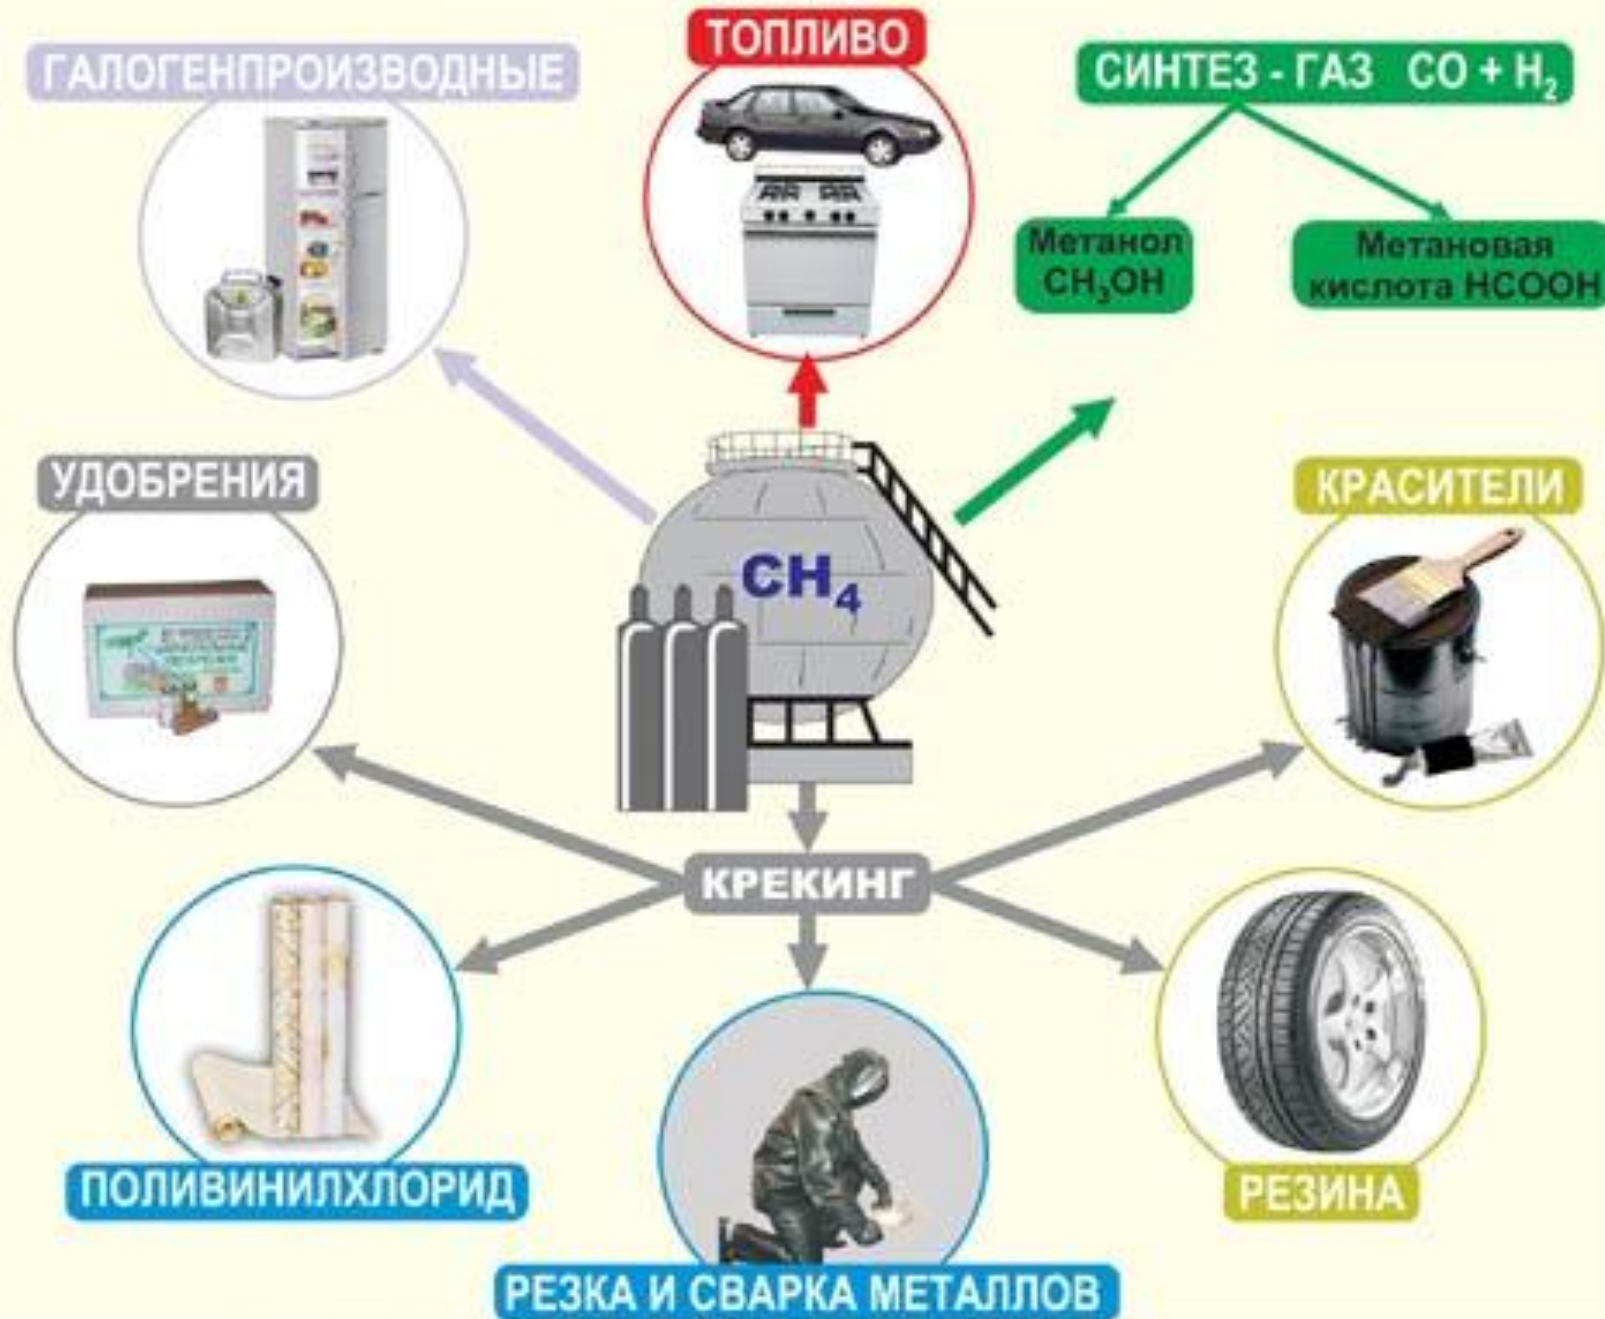 ТОПЛИВО
ГАЛОГЕНПРОИЗВОДНЫЕ
СИНТЕЗ - ГАЗ CO + H₂
Метанол
CH₃OH
Метановая
кислота HCOOH
УДОБРЕНИЯ
КРАСИТЕЛИ
CH₄
КРЕКИНГ
ПОЛИВИНИЛХЛОРИД
РЕЗИНА
РЕЗКА И СВАРКА МЕТАЛЛОВ